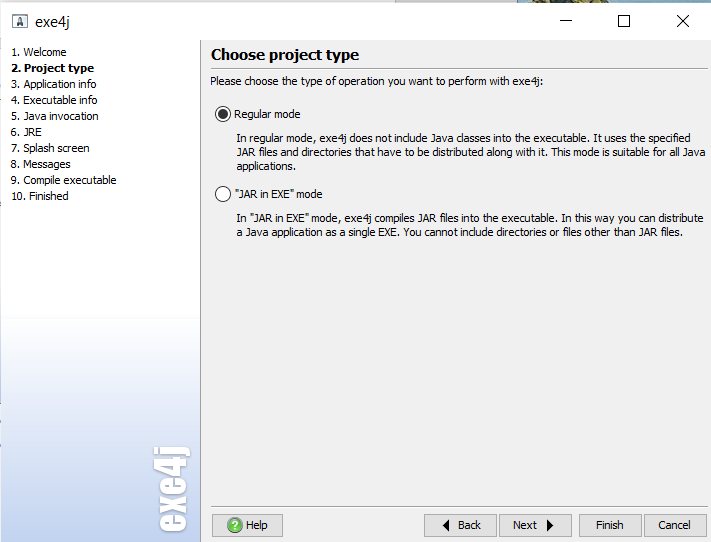 exe4j
1. Welcome
2. Project type
3. Application info
4. Executable info
5. Java invocation
6. JRE
7. Splash screen
8. Messages
9. Compile executable
10. Finished
exe4j
Choose project type
Please choose the type of operation you want to perform with exe4j:
Regular mode
In regular mode, exe4j does not include Java classes into the executable. It uses the specified
JAR files and directories that have to be distributed along with it. This mode is suitable for all Java
applications.
"JAR in EXE" mode
In "JAR in EXE" mode, exe4j compiles JAR files into the executable. In this way you can distribute
a Java application as a single EXE. You cannot include directories or files other than JAR files.
Help
Back
Next
Finish
Cancel